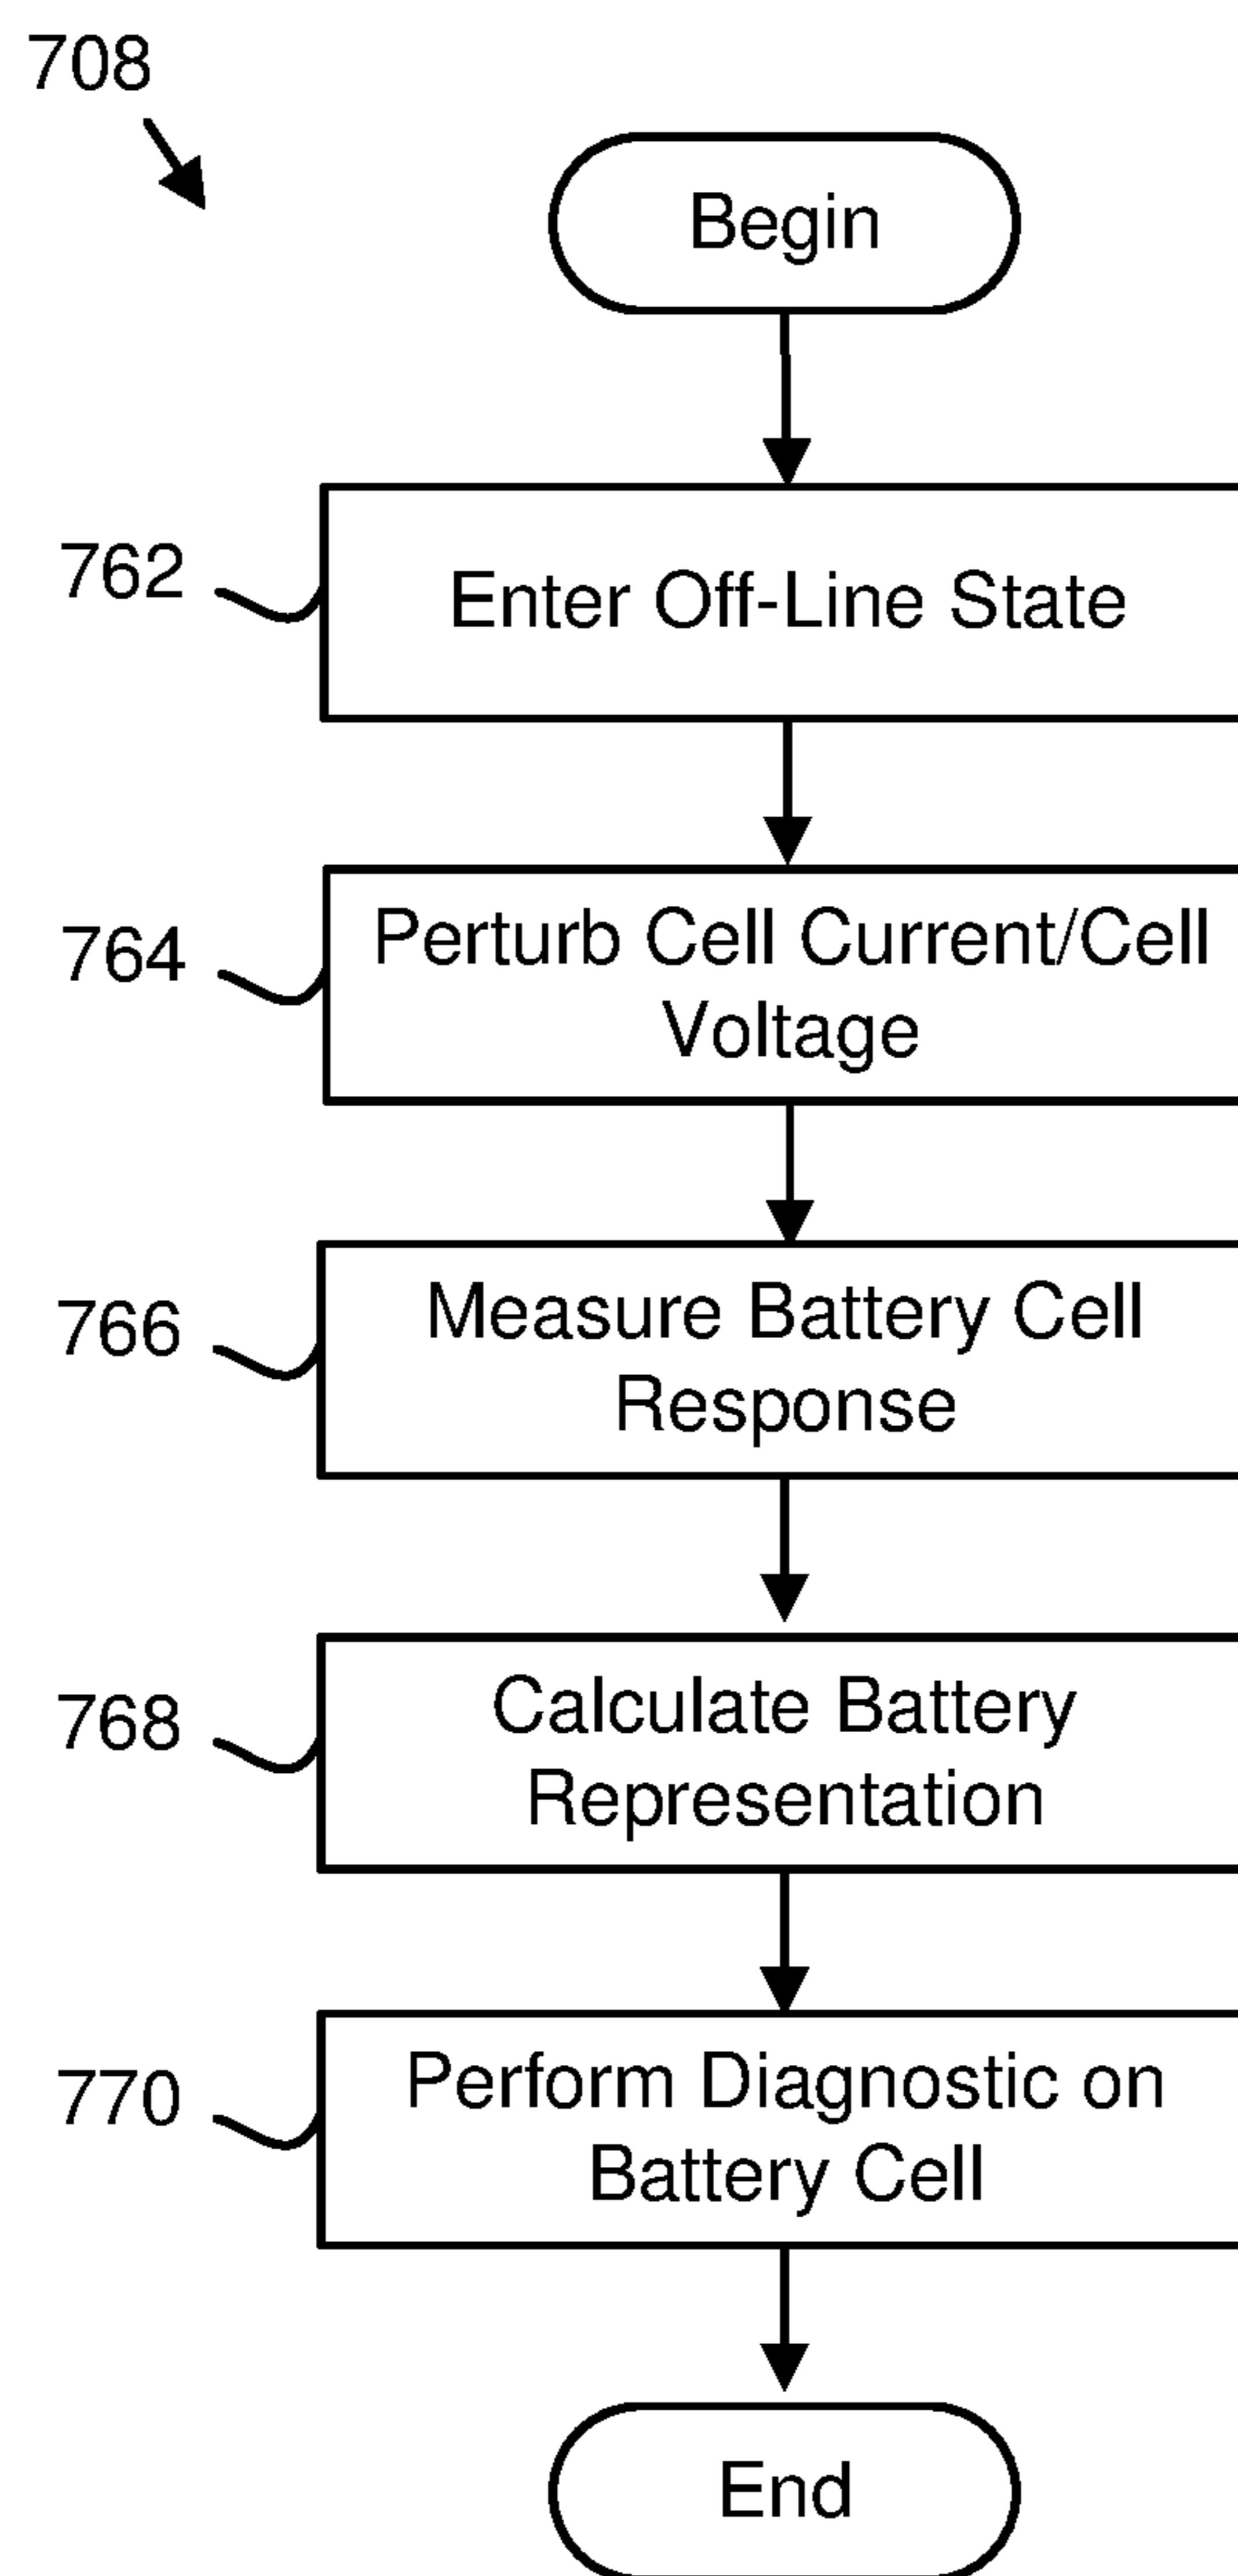 708
Begin
762
Enter Off-Line State
764
Perturb Cell Current/Cell
Voltage
766
Measure Battery Cell
Response
768
Calculate Battery
Representation
770
Perform Diagnostic on
Battery Cell
End